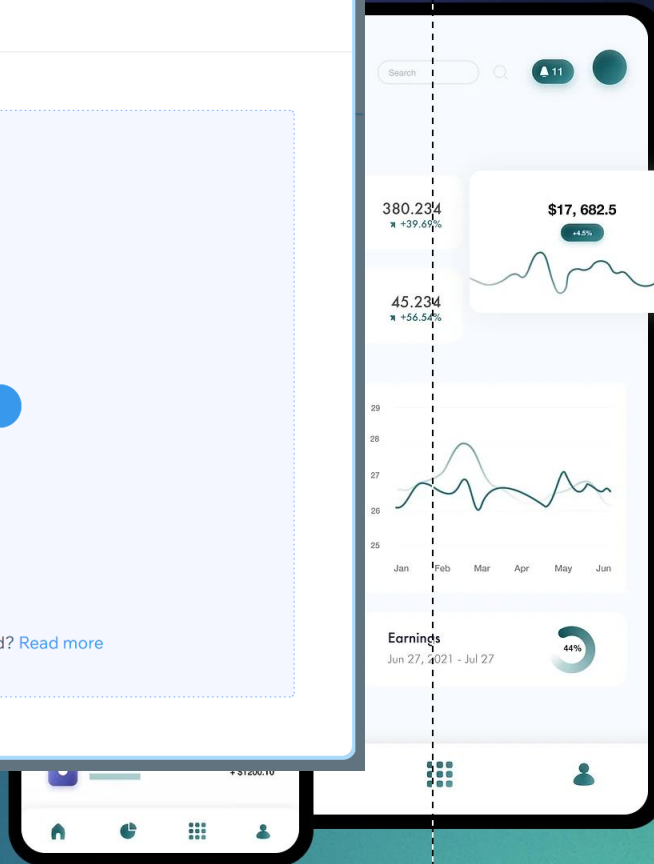 Search
11
380.234
+39.69%
$17, 682.5
+4.5%
45.234
+56.54%
29
28
27
26
25
Jan Feb Mar Apr May Jun
Earnings
Jun 27, 2021 - Jul 27
44%
d? Read more
+ $1200.10